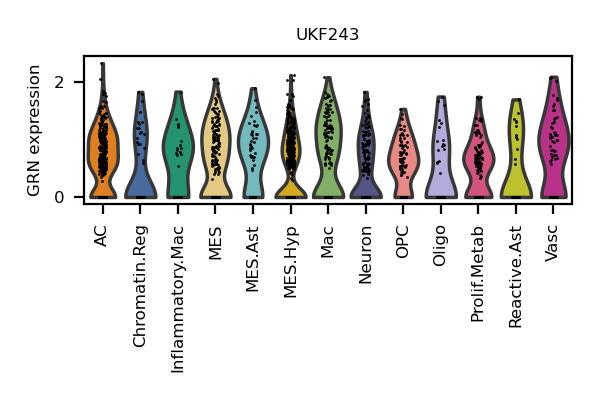 UKF243
GRN expression
2
0
AC
Chromatin.Reg
Inflammatory.Mac
MES
MES.Ast
MES.Hyp
Mac
Neuron
OPC
Oligo
Prolif.Metab
Reactive.Ast
Vasc